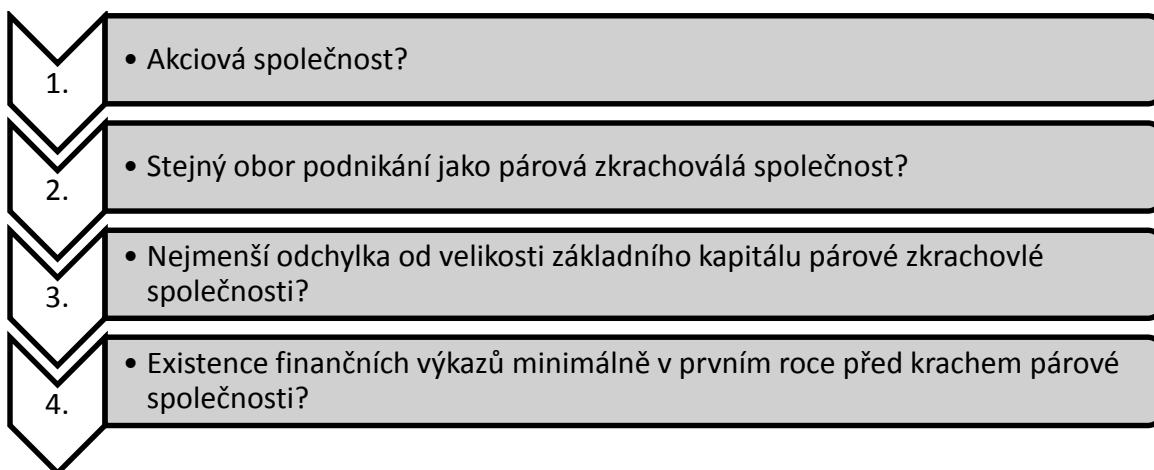 1.
• Akciová společnost?
2.
• Stejný obor podnikání jako párová zkrachoválá společnost?
3.
• Nejmenší odchylka od velikosti základního kapitálu párové zkrachovlé
společnosti?
4.
• Existence finančních výkazů minimálně v prvním roce před krachem párové
společnosti?